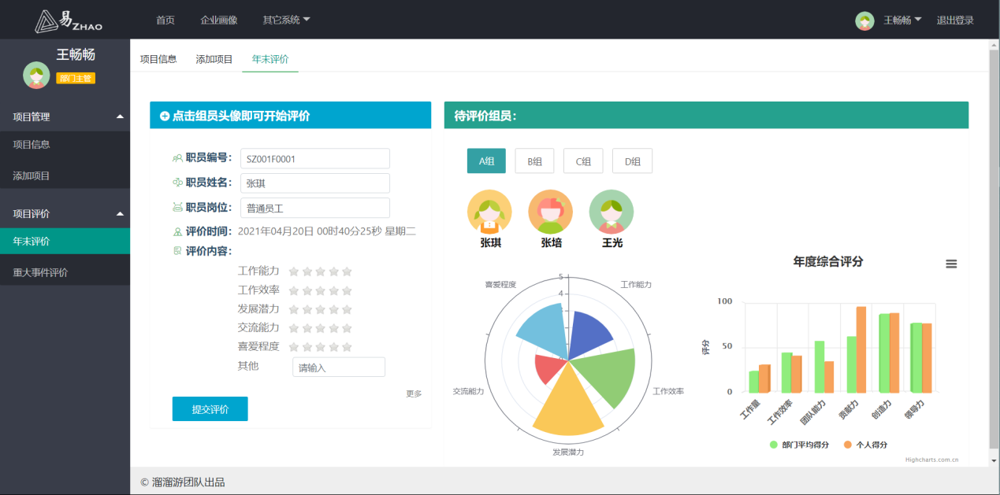 易ZHAO
首页 企业画像 其它系统
王畅畅 退出登录
王畅畅
部门主管
项目管理
项目信息
添加项目
项目评价
年末评价
重大事件评价
项目信息 添加项目 年末评价
点击组员头像即可开始评价
职员编号: SZ001F0001
职员姓名: 张琪
职员岗位: 普通员工
评价时间: 2021年04月20日 00时40分25秒 星期二
评价内容:
工作能力
工作效率
发展潜力
交流能力
喜爱程度
其他 请输入
更多
提交评价
待评价组员:
A组 B组 C组 D组
张琪 张培 王光
5
4
喜爱程度 工作能力
交流能力 工作效率
发展潜力
年度综合评分
评分
100
50
0
工作量 工作效率 团队能力 贡献力 创造力 领导力
部门平均得分 个人得分
Highcharts.com.cn
© 溜溜游团队出品